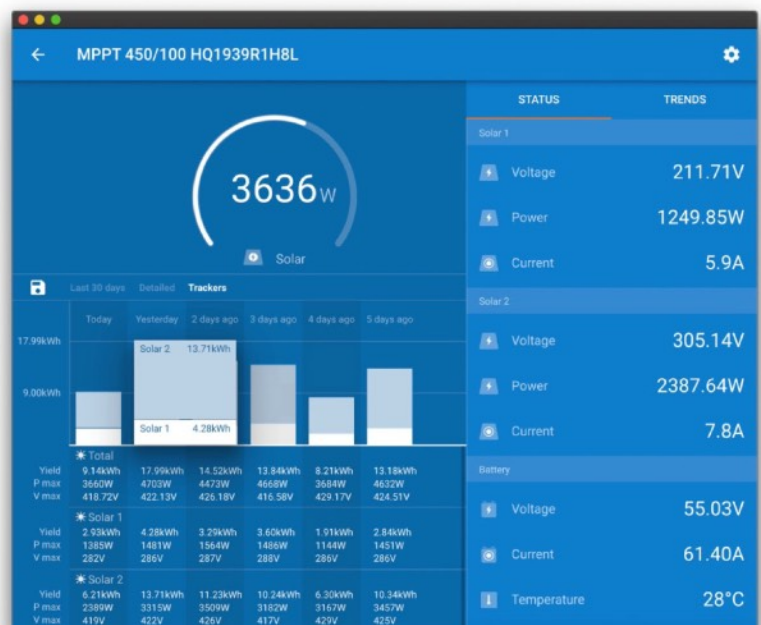 MPPT 450/100 HQ1939R1H8L
3636W
Solar
Last 30 days Detailed Trackers
Today Yesterday 2 days ago 3 days ago 4 days ago 5 days ago
17.99kWh
Solar 2 13.71kWh
9.00kWh
Solar 1 4.28kWh
Total
Yield 9.14kWh 17.99kWh 14.52kWh 13.84kWh 8.21kWh 13.18kWh
P max 3660W 4703W 4473W 4668W 3684W 4632W
V max 418.72V 422.13V 426.18V 416.58V 429.17V 424.51V
Solar 1
Yield 2.93kWh 4.28kWh 3.29kWh 3.60kWh 1.91kWh 2.84kWh
P max 1385W 1481W 1564W 1486W 1144W 1451W
V max 282V 286V 287V 288V 286V 286V
Solar 2
Yield 6.21kWh 13.71kWh 11.23kWh 10.24kWh 6.30kWh 10.34kWh
P max 2389W 3315W 3509W 3182W 3167W 3457W
V max 419V 422V 426V 417V 429V 425V
STATUS TRENDS
Solar 1
Voltage 211.71V
Power 1249.85W
Current 5.9A
Solar 2
Voltage 305.14V
Power 2387.64W
Current 7.8A
Battery
Voltage 55.03V
Current 61.40A
Temperature 28°C